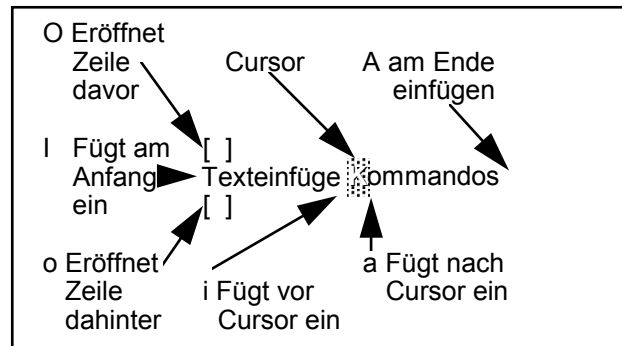 O Eröffnet
Zeile
davor
Cursor
A am Ende
einfügen
I Fügt am
Anfang
ein
[ ]
Texteinfüge Kommandos
[ ]
o Eröffnet
Zeile
dahinter
i Fügt vor
Cursor ein
a Fügt nach
Cursor ein